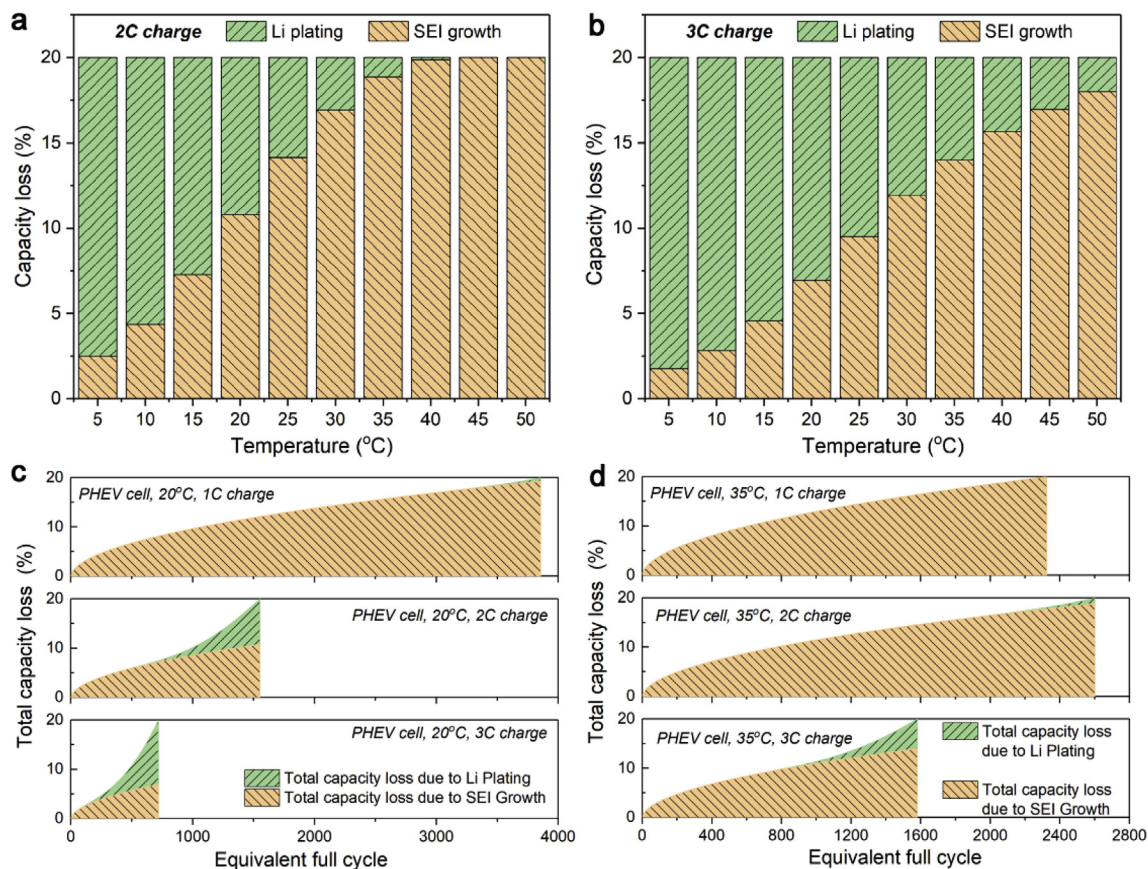 a
2C charge
Li plating
SEI growth
Capacity loss (%)
20
15
10
5
0
5 10 15 20 25 30 35 40 45 50
Temperature (°C)
b
3C charge
Li plating
SEI growth
Capacity loss (%)
20
15
10
5
0
5 10 15 20 25 30 35 40 45 50
Temperature (°C)
c
Total capacity loss (%)
20
10
0
PHEV cell, 20°C, 1C charge
20
10
0
PHEV cell, 20°C, 2C charge
20
10
0
PHEV cell, 20°C, 3C charge
Total capacity loss due to Li Plating
Total capacity loss due to SEI Growth
0 1000 2000 3000 4000
Equivalent full cycle
d
Total capacity loss (%)
20
10
0
PHEV cell, 35°C, 1C charge
20
10
0
PHEV cell, 35°C, 2C charge
20
10
0
PHEV cell, 35°C, 3C charge
Total capacity loss
due to Li Plating
Total capacity loss
due to SEI Growth
0 400 800 1200 1600 2000 2400 2800
Equivalent full cycle